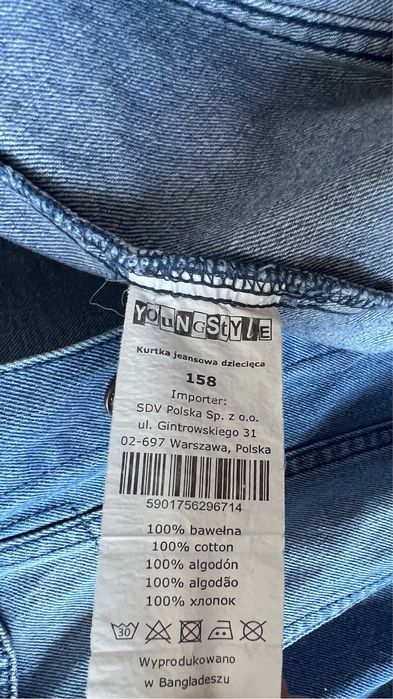 YOUNGSTYLE
Kurtka jeansowa dziecięca
158
Importer:
SDV Polska Sp. z o.o.
ul. Gintrowskiego 31
02-697 Warszawa, Polska
5901756296714
100% bawełna
100% cotton
100% algodón
100% algodão
100% хлопок
30
Wyprodukowano
w Bangladeszu